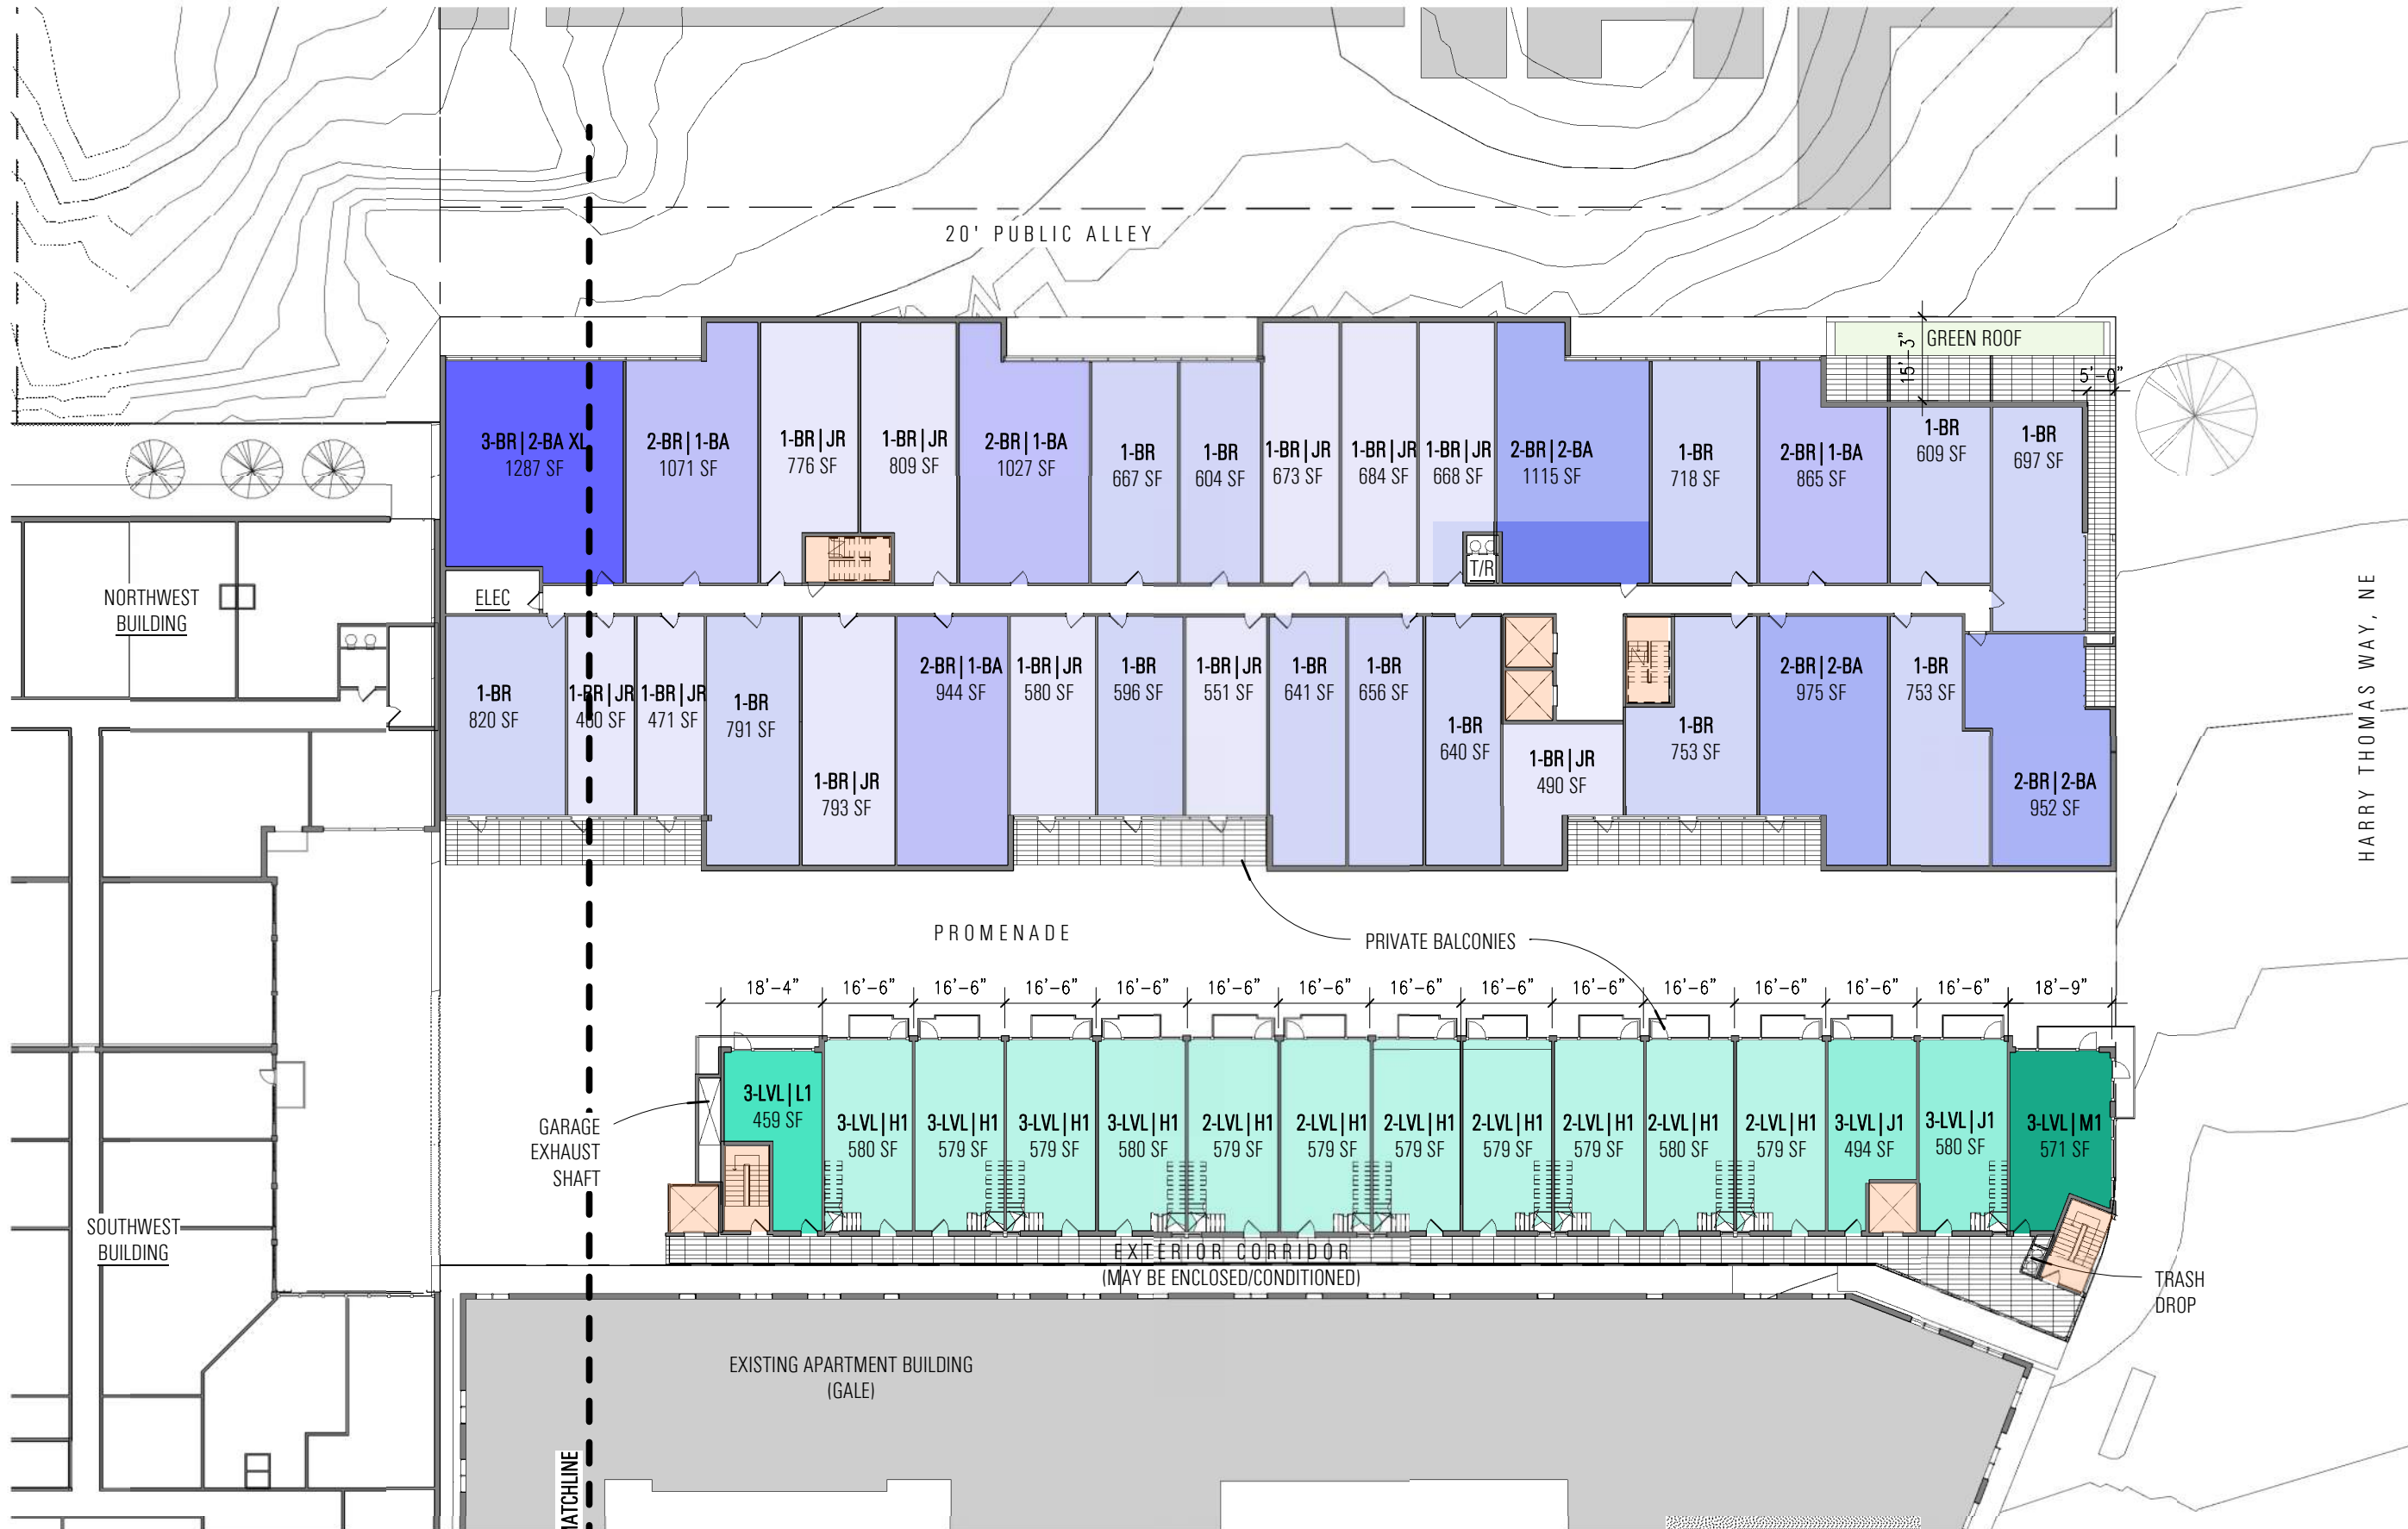 20' PUBLIC ALLEY
GREEN ROOF
15'-3"
5'-0"
3-BR|2-BA XL
1287 SF
2-BR|1-BA
1071 SF
1-BR|JR
776 SF
1-BR|JR
809 SF
2-BR|1-BA
1027 SF
1-BR
667 SF
1-BR
604 SF
1-BR|JR
673 SF
1-BR|JR
684 SF
1-BR|JR
668 SF
2-BR|2-BA
1115 SF
1-BR
718 SF
2-BR|1-BA
865 SF
1-BR
609 SF
1-BR
697 SF
T/R
ELEC
NORTHWEST
BUILDING
HARRY THOMAS WAY, NE
1-BR
820 SF
1-BR|JR
460 SF
1-BR|JR
471 SF
1-BR
791 SF
1-BR|JR
793 SF
2-BR|1-BA
944 SF
1-BR|JR
580 SF
1-BR
596 SF
1-BR|JR
551 SF
1-BR
641 SF
1-BR
656 SF
1-BR
640 SF
1-BR|JR
490 SF
1-BR
753 SF
2-BR|2-BA
975 SF
1-BR
753 SF
2-BR|2-BA
952 SF
PROMENADE
PRIVATE BALCONIES
18'-4"
16'-6"
16'-6"
16'-6"
16'-6"
16'-6"
16'-6"
16'-6"
16'-6"
16'-6"
16'-6"
16'-6"
16'-6"
16'-6"
18'-9"
GARAGE
EXHAUST
SHAFT
3-LVL|L1
459 SF
3-LVL|H1
580 SF
3-LVL|H1
579 SF
3-LVL|H1
579 SF
3-LVL|H1
580 SF
2-LVL|H1
579 SF
2-LVL|H1
579 SF
2-LVL|H1
579 SF
2-LVL|H1
579 SF
2-LVL|H1
579 SF
2-LVL|H1
580 SF
2-LVL|H1
579 SF
3-LVL|J1
494 SF
3-LVL|J1
580 SF
3-LVL|M1
571 SF
SOUTHWEST
BUILDING
EXTERIOR CORRIDOR
(MAY BE ENCLOSED/CONDITIONED)
TRASH
DROP
EXISTING APARTMENT BUILDING
(GALE)